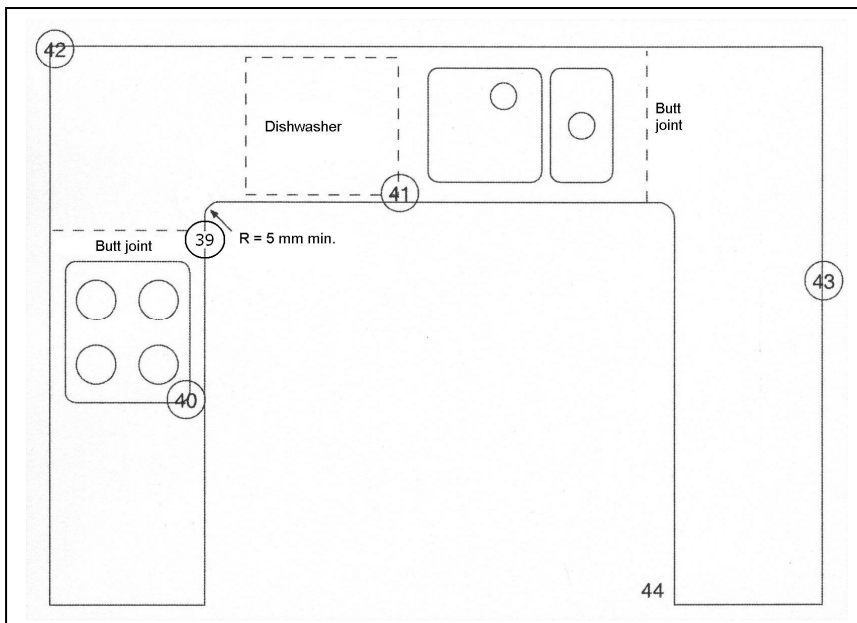 42
Dishwasher
Butt
joint
41
39
R = 5 mm min.
Butt joint
43
40
44